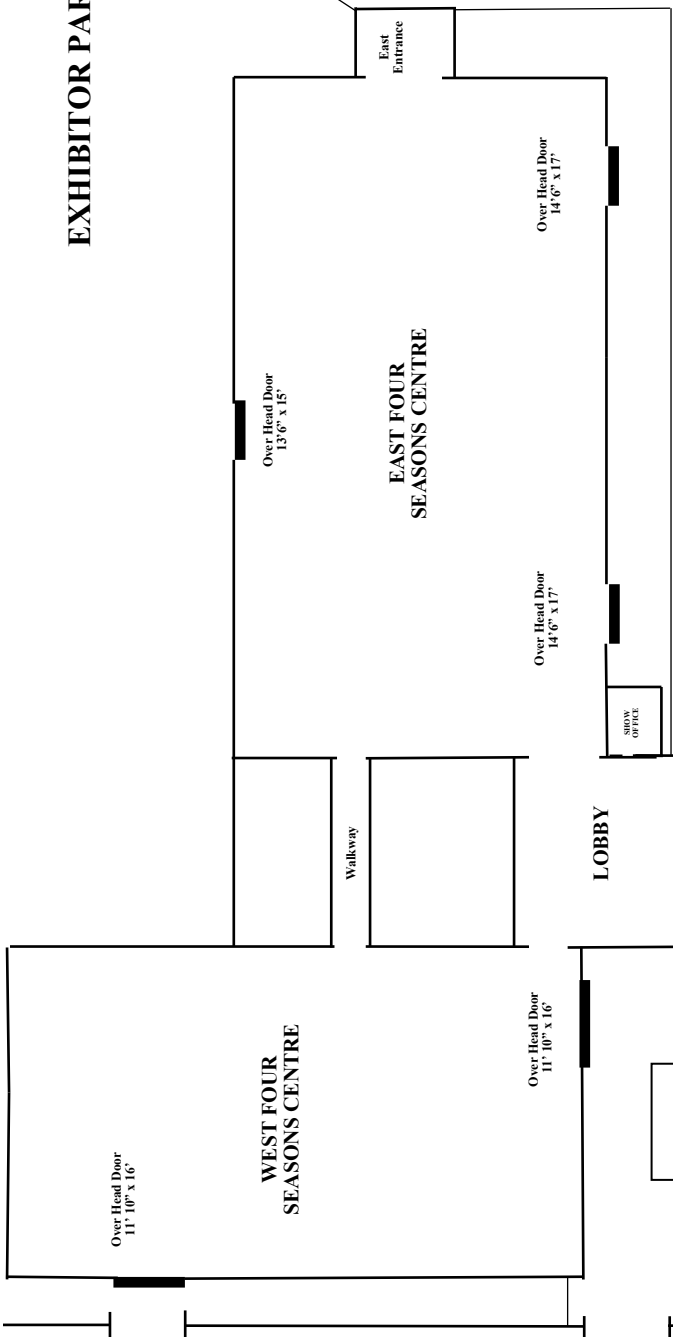 EXHIBITOR PAR
Over Head Door
11' 10” x 16’
WEST FOUR
SEASONS CENTRE
Over Head Door
13’6” x 15’
Walkway
East
Entrance
EAST FOUR
SEASONS CENTRE
Over Head Door
11’ 10” x 16’
Over Head Door
14’6” x 17’
Over Head Door
14’6” x 17’
LOBBY
SHOW
OFFICE